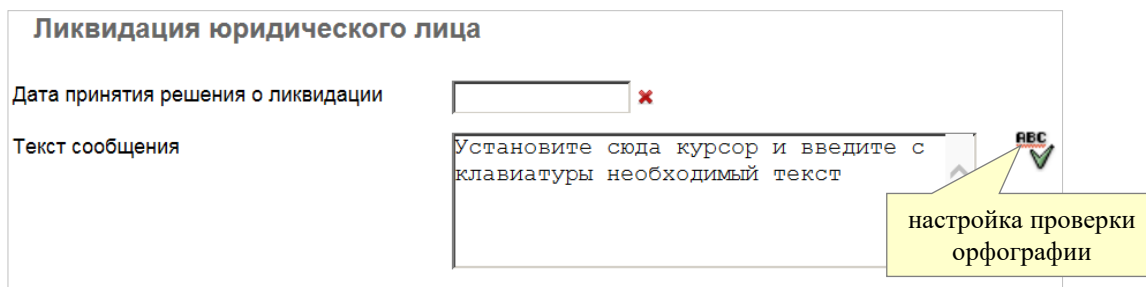 Ликвидация юридического лица
Дата принятия решения о ликвидации
Текст сообщения
Установите сюда курсор и введите с
клавиатуры необходимый текст
ABC
настройка проверки
орфографии